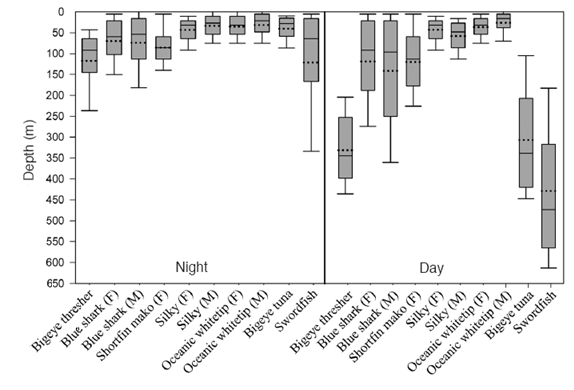 0
50
100
150
200
250
300
350
400
450
500
550
600
650
Depth (m)
Night
Day
Bigeye thresher
Blue shark (F)
Blue shark (M)
Shortfin mako (F)
Silky (F)
Silky (M)
Oceanic whitetip (F)
Oceanic whitetip (M)
Bigeye tuna
Swordfish
Bigeye thresher
Blue shark (F)
Blue shark (M)
Shortfin mako (F)
Silky (F)
Silky (M)
Oceanic whitetip (F)
Oceanic whitetip (M)
Bigeye tuna
Swordfish